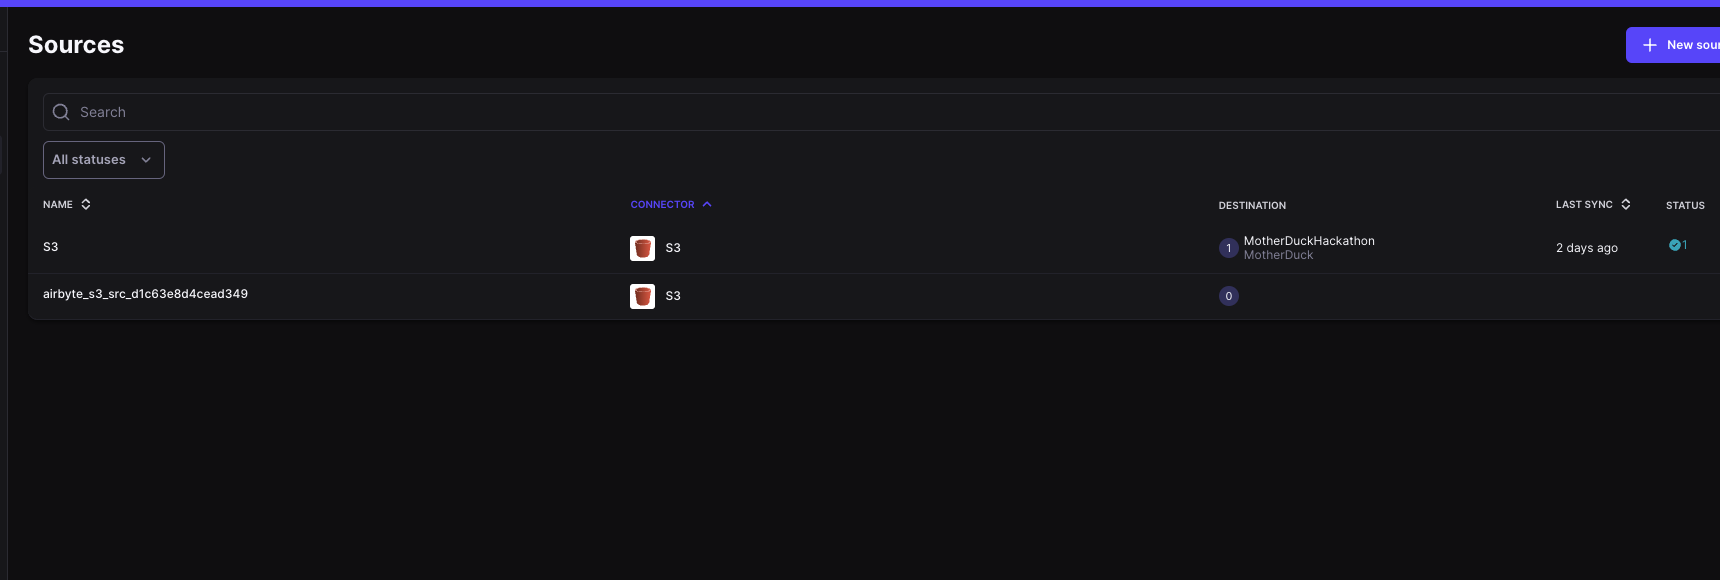 Sources
New sour
Search
All statuses
NAME CONNECTOR DESTINATION LAST SYNC STATUS
S3 S3 1 MotherDuckHackathon 2 days ago 1
MotherDuck
airbyte_s3_src_d1c63e8d4cead349 S3 0